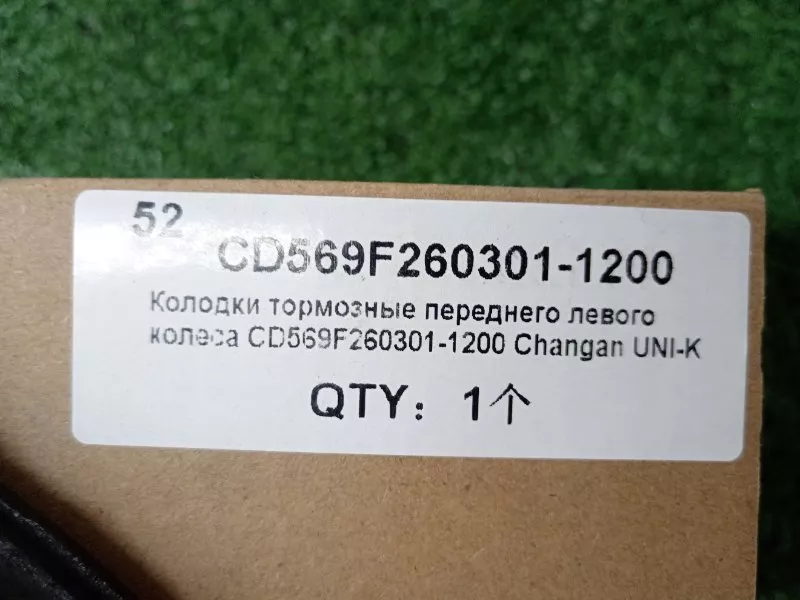 52
CD569F260301-1200
Колодки тормозные переднего левого
колеса CD569F260301-1200 Changan UNI-K
QTY：1个